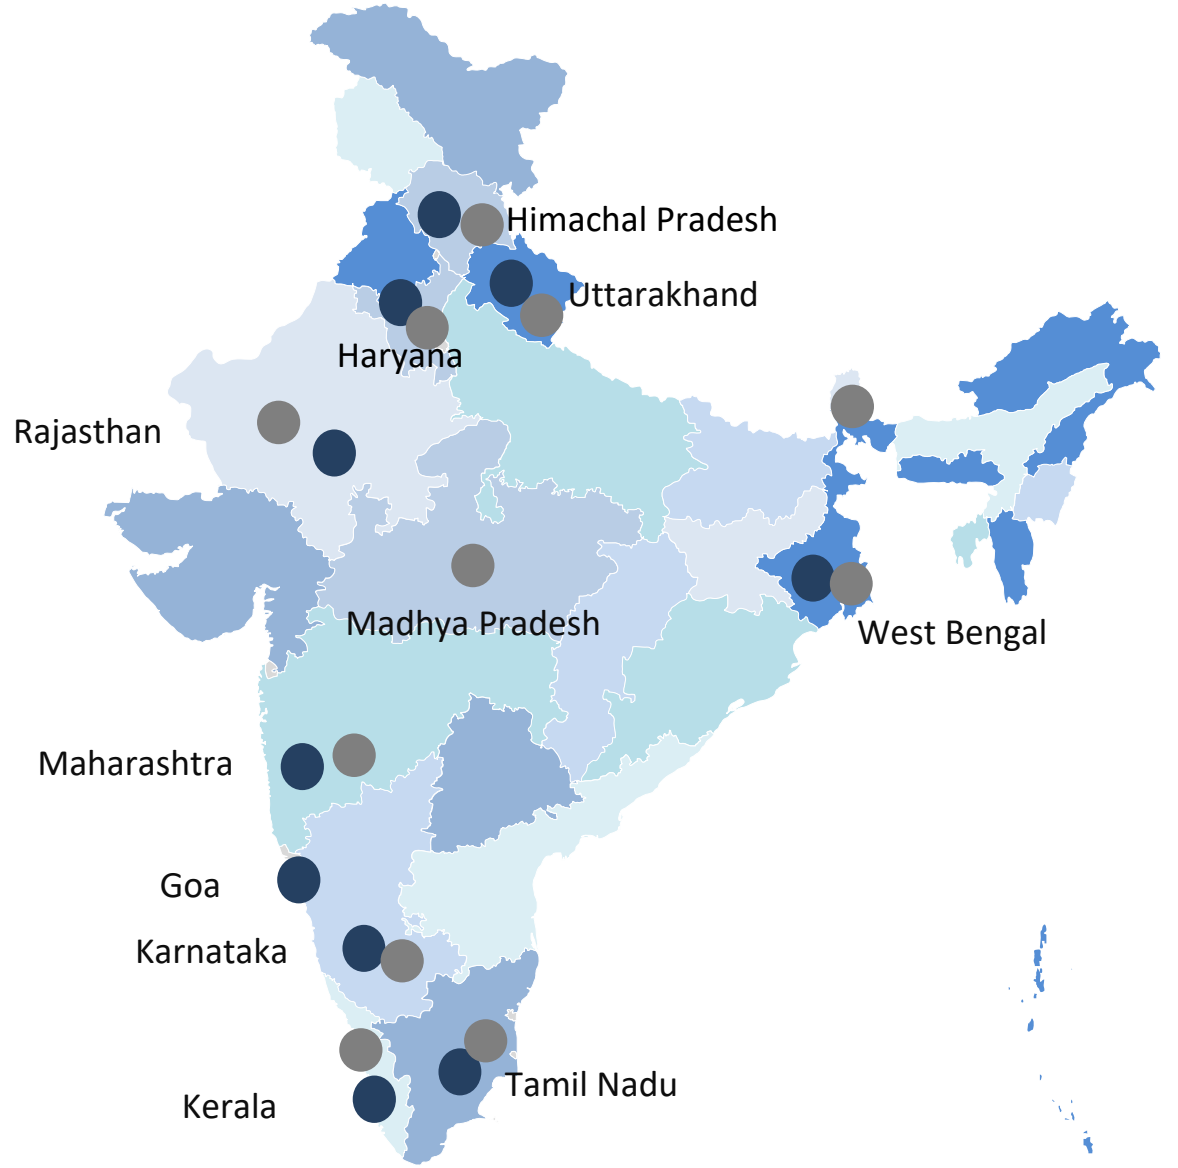 Himachal Pradesh
Uttarakhand
Haryana
Rajasthan
Madhya Pradesh
West Bengal
Maharashtra
Goa
Karnataka
Tamil Nadu
Kerala